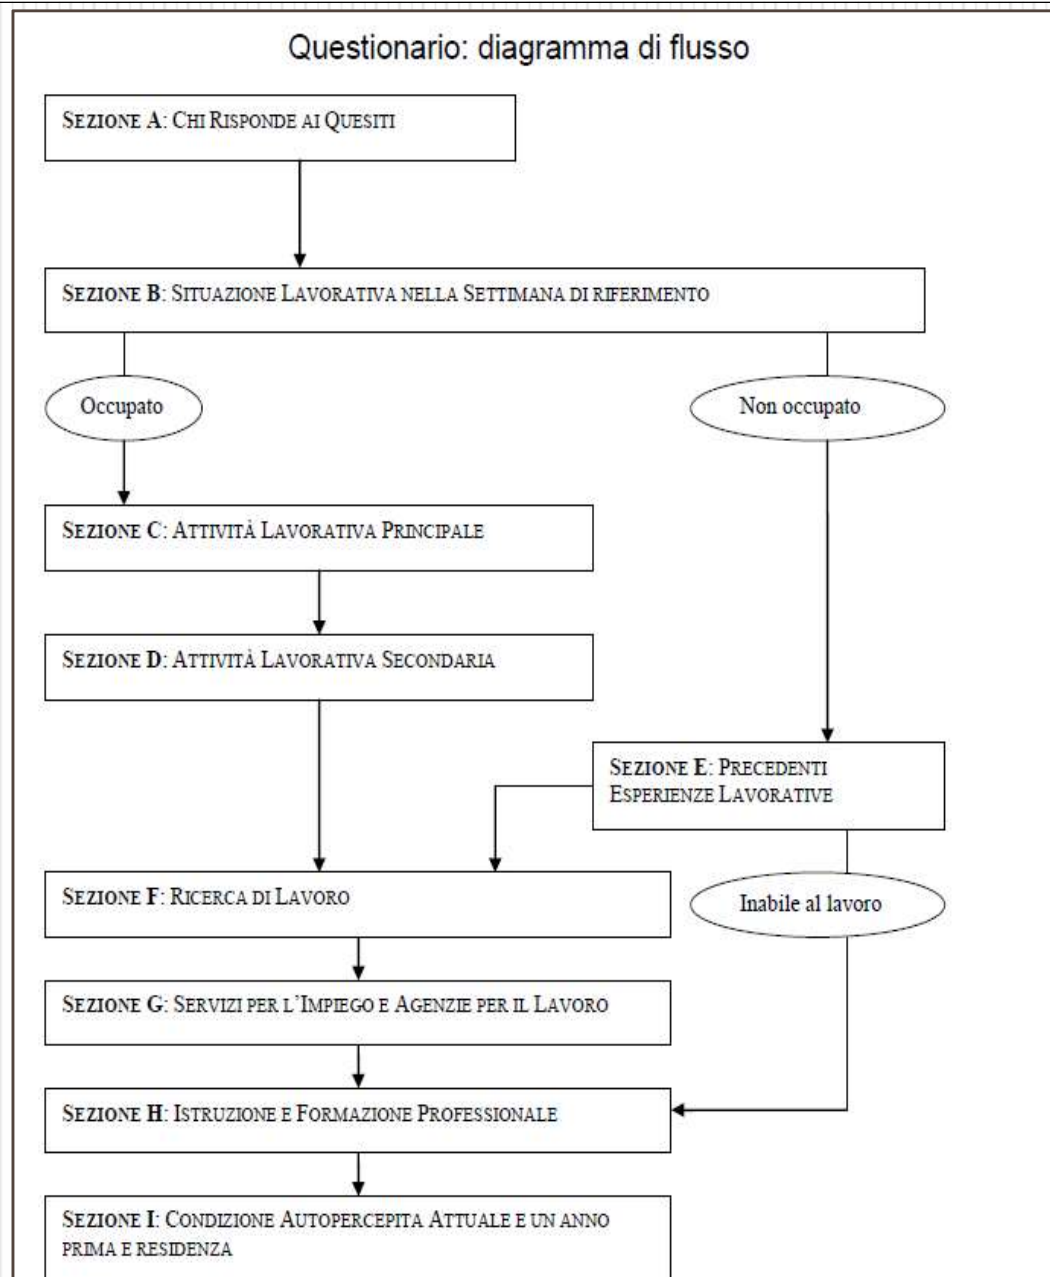 Questionario: diagramma di flusso
SEZIONE A: CHI RISPONDE AI QUESITI
SEZIONE B: SITUAZIONE LAVORATIVA NELLA SETTIMANA DI RIFERIMENTO
Occupato
Non occupato
SEZIONE C: ATTIVITÀ LAVORATIVA PRINCIPALE
SEZIONE D: ATTIVITÀ LAVORATIVA SECONDARIA
SEZIONE E: PRECEDENTI
ESPERIENZE LAVORATIVE
SEZIONE F: RICERCA DI LAVORO
Inabile al lavoro
SEZIONE G: SERVIZI PER L'IMPIEGO E AGENZIE PER IL LAVORO
SEZIONE H: ISTRUZIONE E FORMAZIONE PROFESSIONALE
SEZIONE I: CONDIZIONE AUTOPERCEPITA ATTUALE E UN ANNO
PRIMA E RESIDENZA